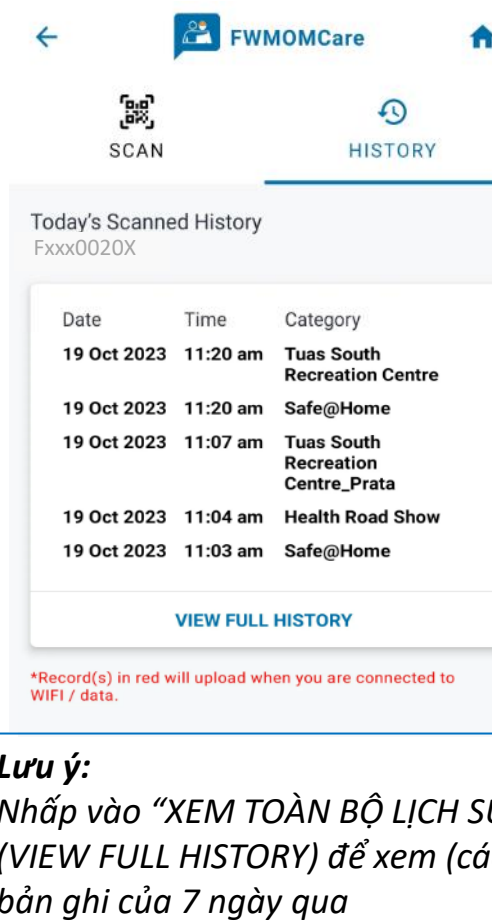 FWMOMCare
SCAN HISTORY
Today's Scanned History
Fxxx0020X
Date Time Category
19 Oct 2023 11:20 am Tuas South
Recreation Centre
19 Oct 2023 11:20 am Safe@Home
19 Oct 2023 11:07 am Tuas South
Recreation
Centre_Prata
19 Oct 2023 11:04 am Health Road Show
19 Oct 2023 11:03 am Safe@Home
VIEW FULL HISTORY
*Record(s) in red will upload when you are connected to
WIFI / data.
Lưu ý:
Nhấp vào “XEM TOÀN BỘ LỊCH
(VIEW FULL HISTORY) để xem
bản ghi của 7 ngày qua